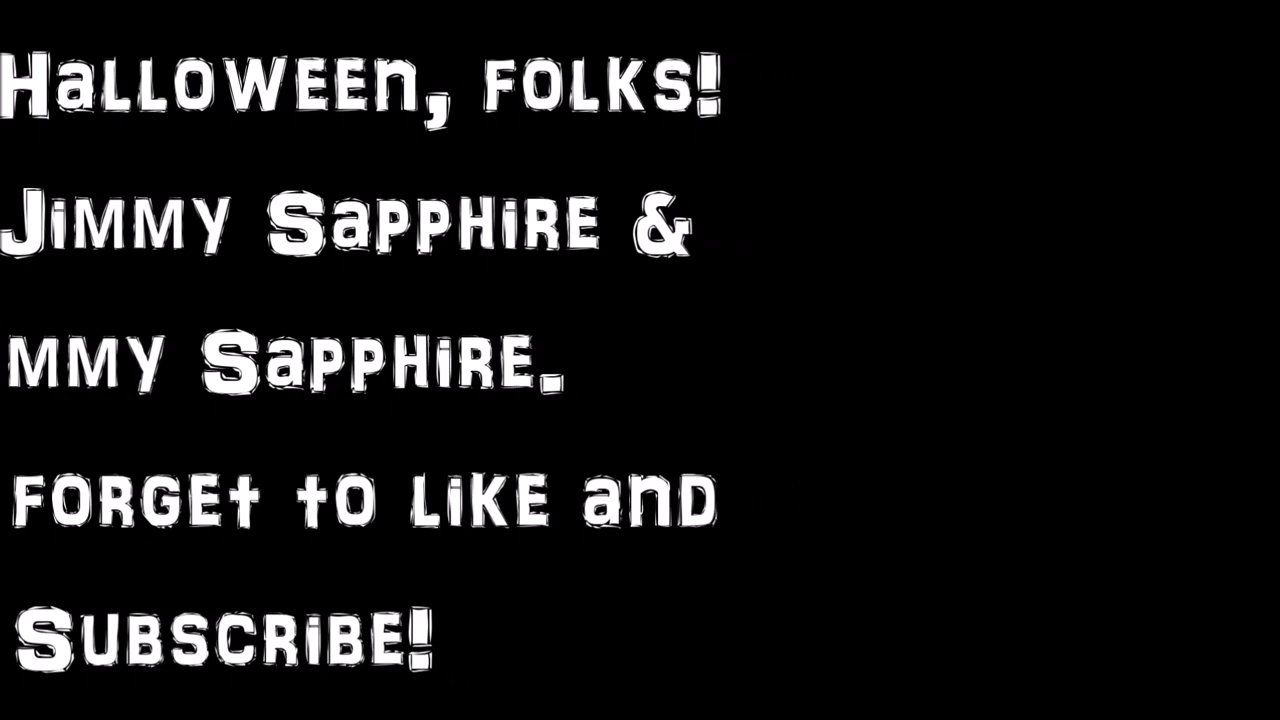 Halloween, folks!
Jimmy Sapphire &
mmy Sapphire.
forget to like and
Subscribe!